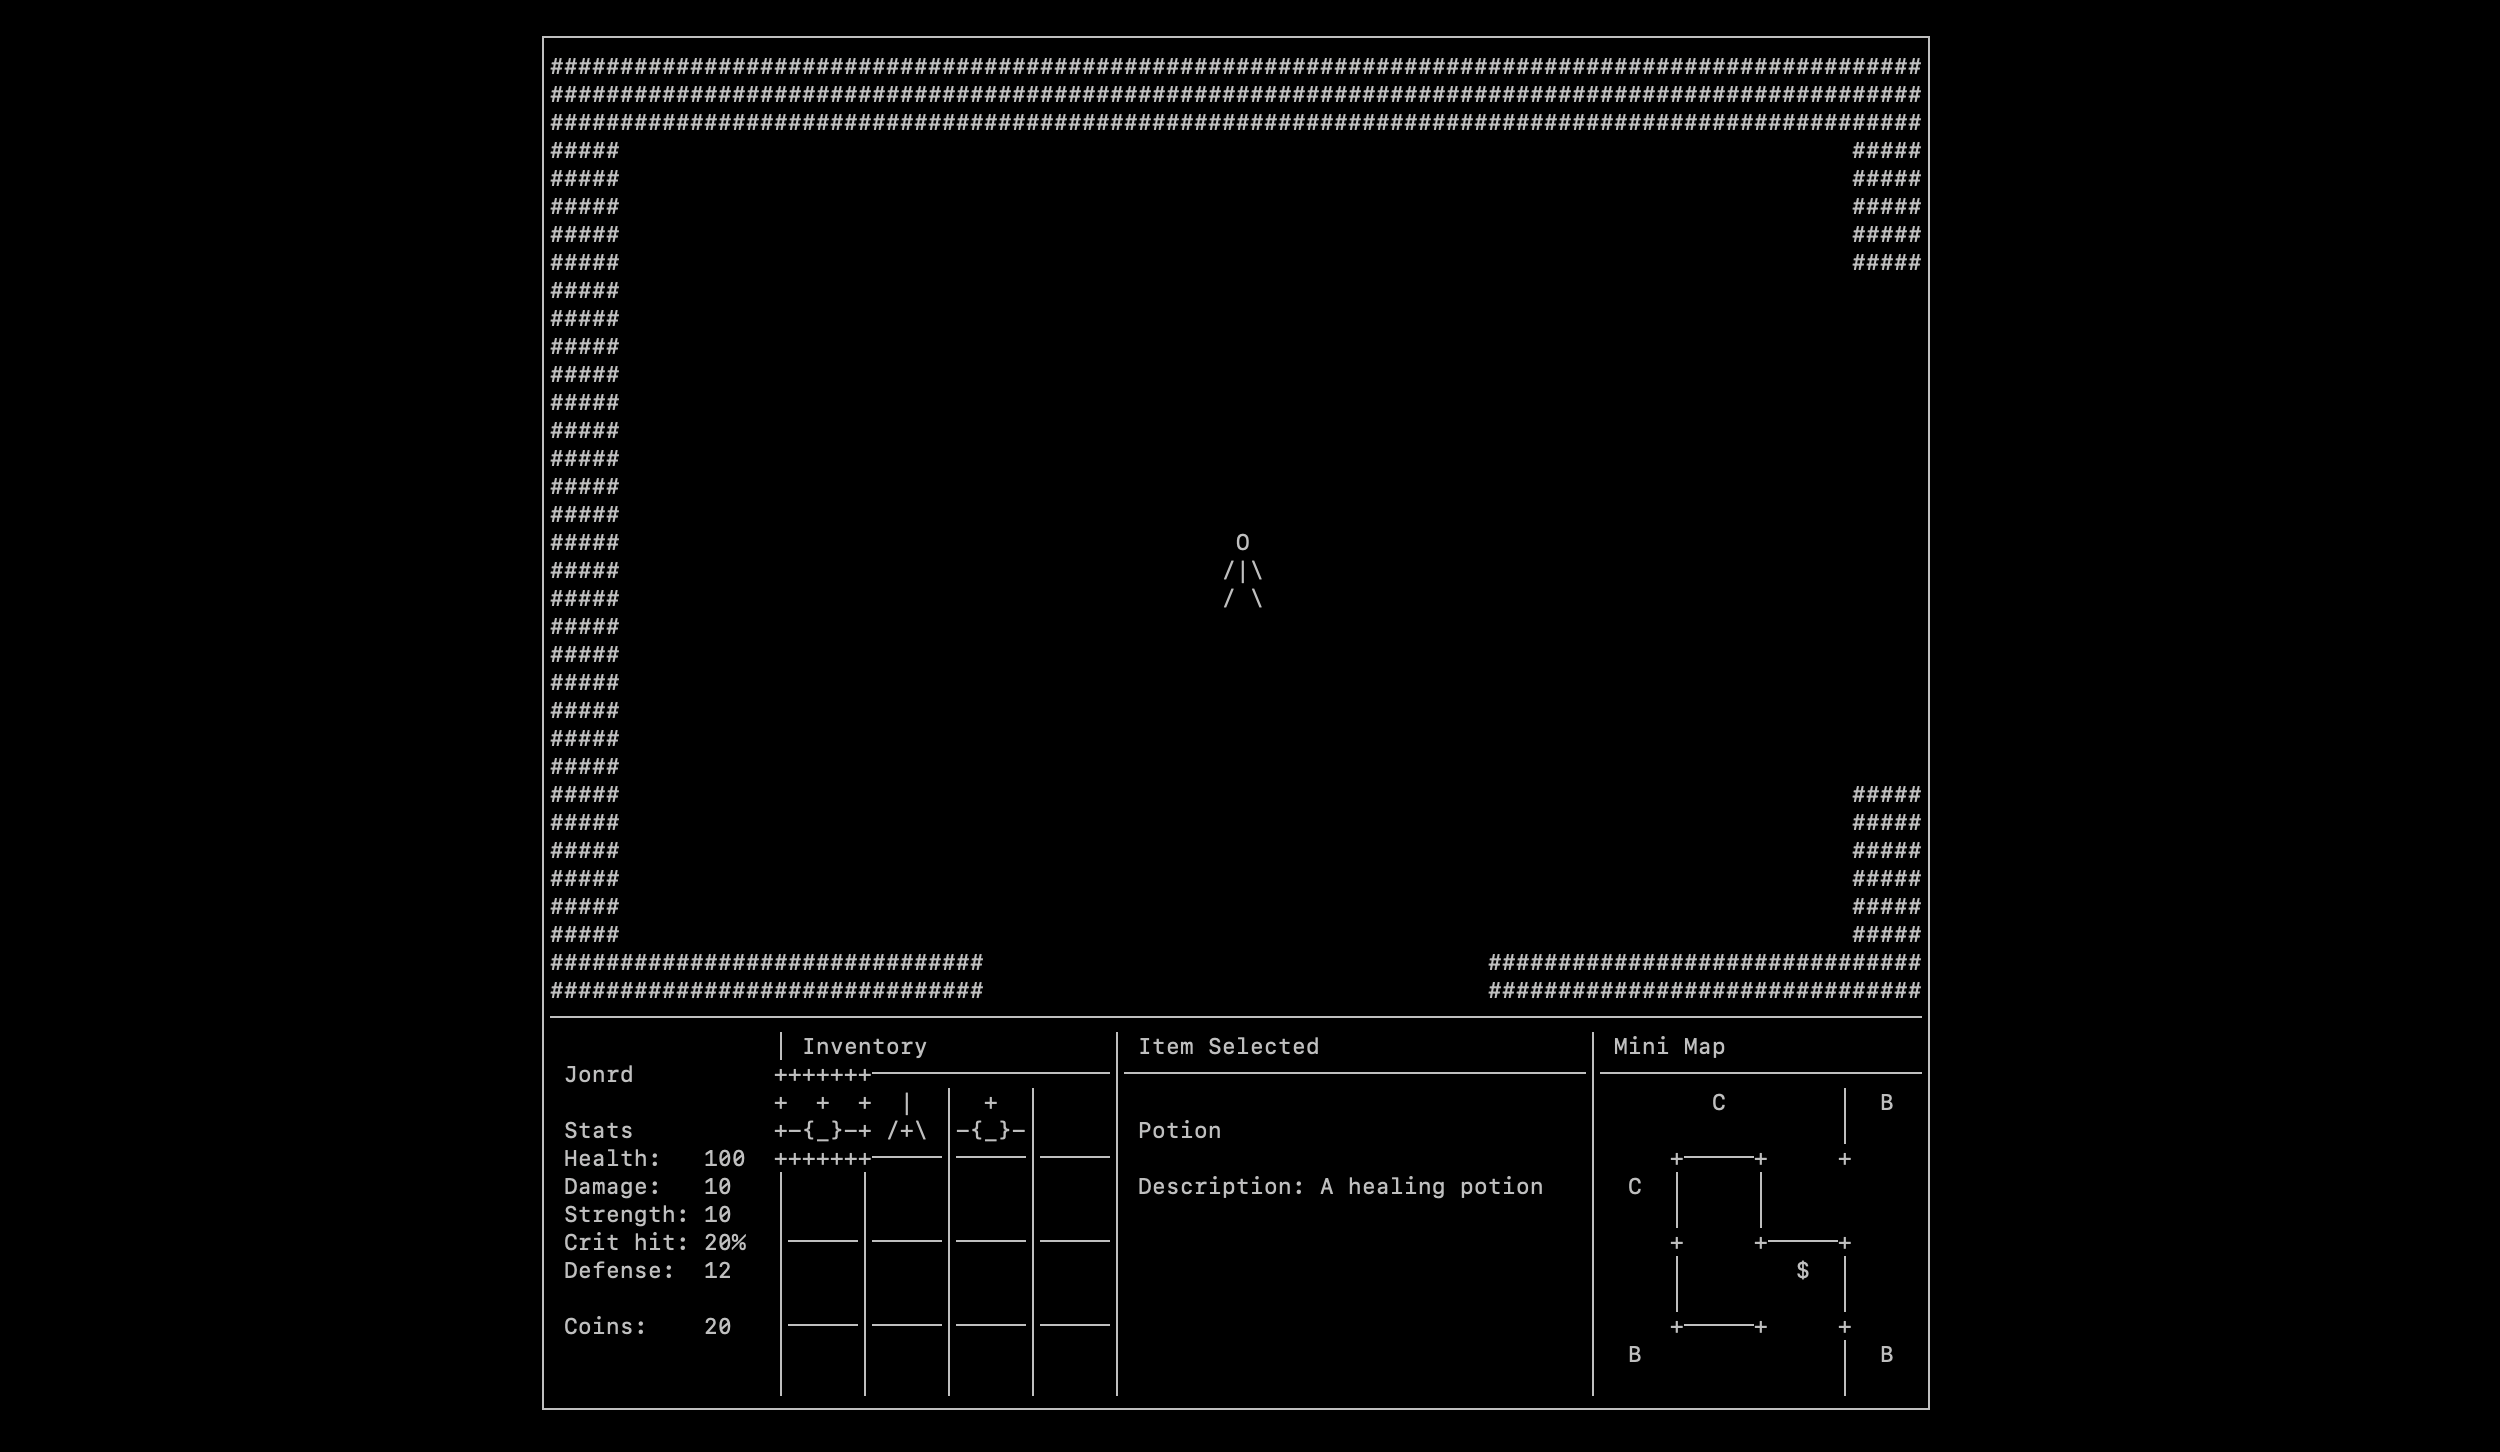 Inventory
Item Selected
Mini Map
Jonrd
C
B
Stats
Potion
Health: 100
Damage: 10
Description: A healing potion
C
Strength: 10
Crit hit: 20%
Defense: 12
$
Coins: 20
B
B